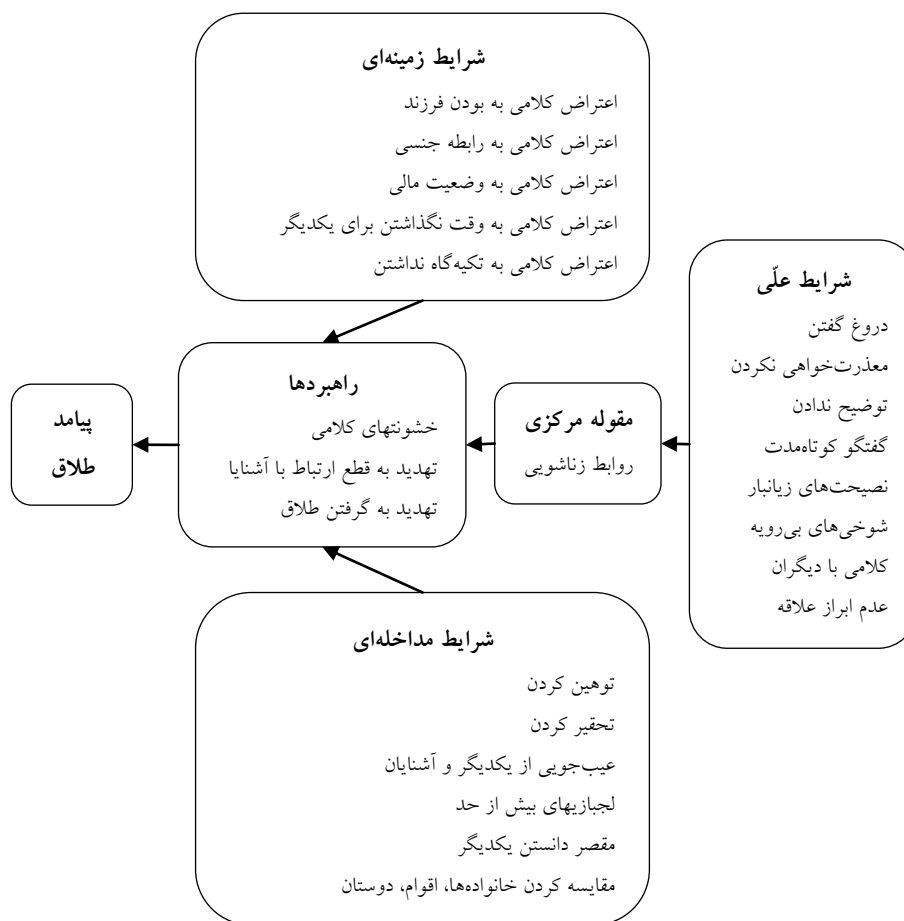 شرایط زمینه‌ای
اعتراض کلامی به بودن فرزند
اعتراض کلامی به رابطه جنسی
اعتراض کلامی به وضعیت مالی
اعتراض کلامی به وقت نگذاشتن برای یکدیگر
اعتراض کلامی به تکیه‌گاه نداشتن
شرایط علّی
دروغ گفتن
معذرت‌خواهی نکردن
توضیح ندادن
گفتگو کوتاه‌مدت
نصیحت‌های زیانبار
شوخی‌های بی‌رویه
کلامی با دیگران
عدم ابراز علاقه
مقوله مرکزی
روابط زناشویی
راهبردها
خشونتهای کلامی
تهدید به قطع ارتباط با آشنایا
تهدید به گرفتن طلاق
پیامد
طلاق
شرایط مداخله‌ای
توهین کردن
تحقیر کردن
عیب‌جویی از یکدیگر و آشنایان
لجبازیهای بیش از حد
مقصر دانستن یکدیگر
مقایسه کردن خانواده‌ها، اقوام، دوستان